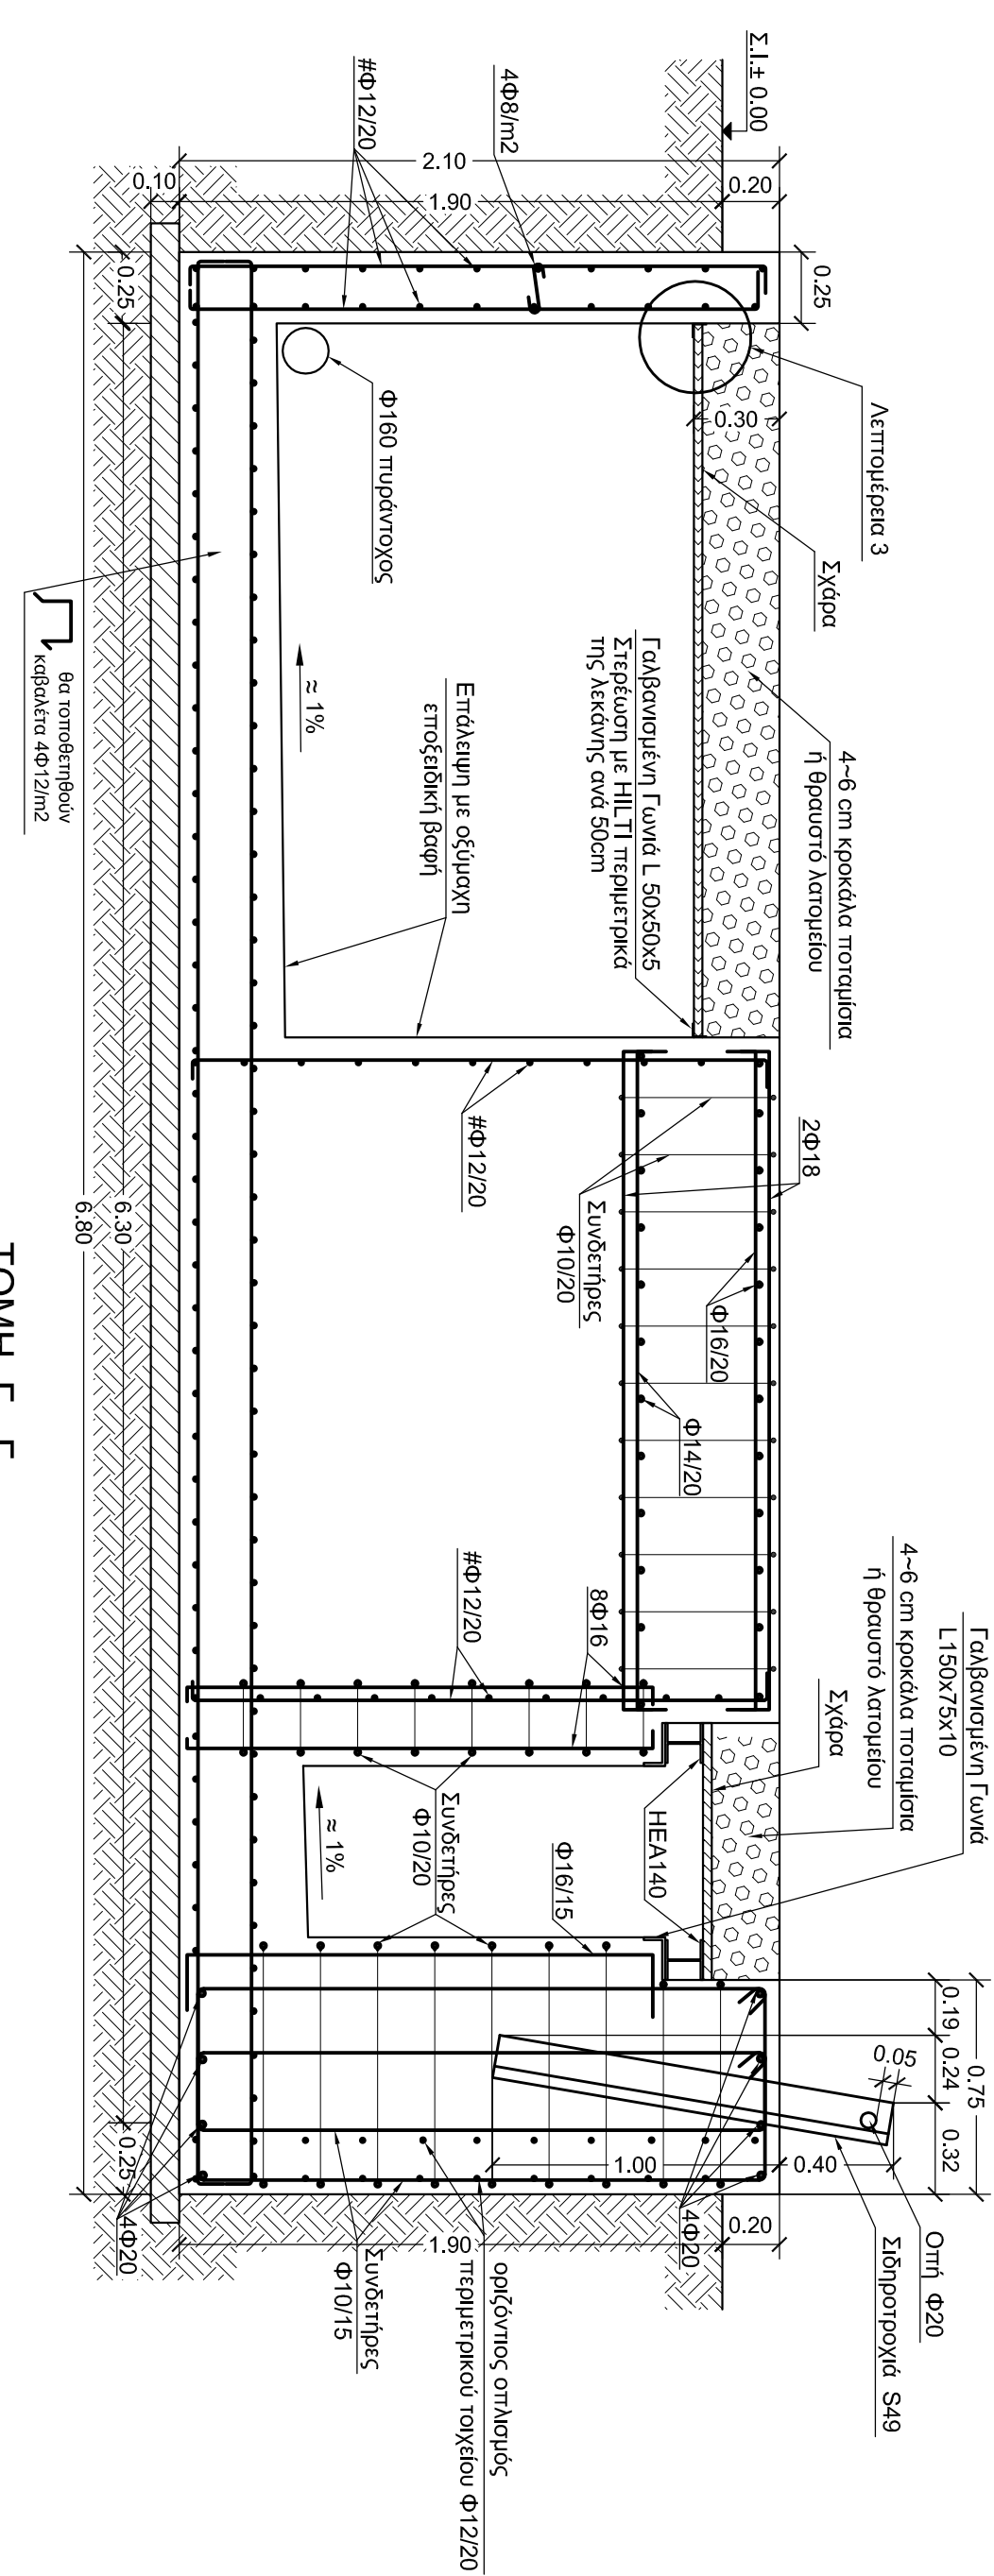 Σ.Ι.± 0.00
#Φ12/20
4Φ8/m2
2.10
1.90
0.20
0.10
0.25
0.25
Λεπτομέρεια 3
0.30
Σχάρα
4~6 cm κροκάλα ποταμίσια
ή θραυστό λατομείου
Φ160 πυράντοχος
Γαλβανισμένη Γωνιά L 50x50x5
Στερέωση με HILTI περιμετρικά
της λεκάνης ανά 50cm
≈ 1%
Επάλειψη με οξύμαχη
εποξειδική βαφή
θα τοποθετηθούν
καβαλέτα 4Φ12/m2
2Φ18
#Φ12/20
Συνδετήρες
Φ10/20
Φ16/20
Φ14/20
6.30
6.80
#Φ12/20
8Φ16
Γαλβανισμένη Γωνιά
L150x75x10
4~6 cm κροκάλα ποταμίσια
ή θραυστό λατομείου
Σχάρα
HEA140
≈ 1%
Συνδετήρες
Φ10/20
Φ16/15
0.75
0.19
0.24
0.32
0.05
1.00
0.40
Οπή Φ20
Σιδηροτροχιά S49
0.25
4Φ20
4Φ20
1.90
0.20
Συνδετήρες
Φ10/15
οριζόντιος οπλισμός
περιμετρικού τοιχείου Φ12/20